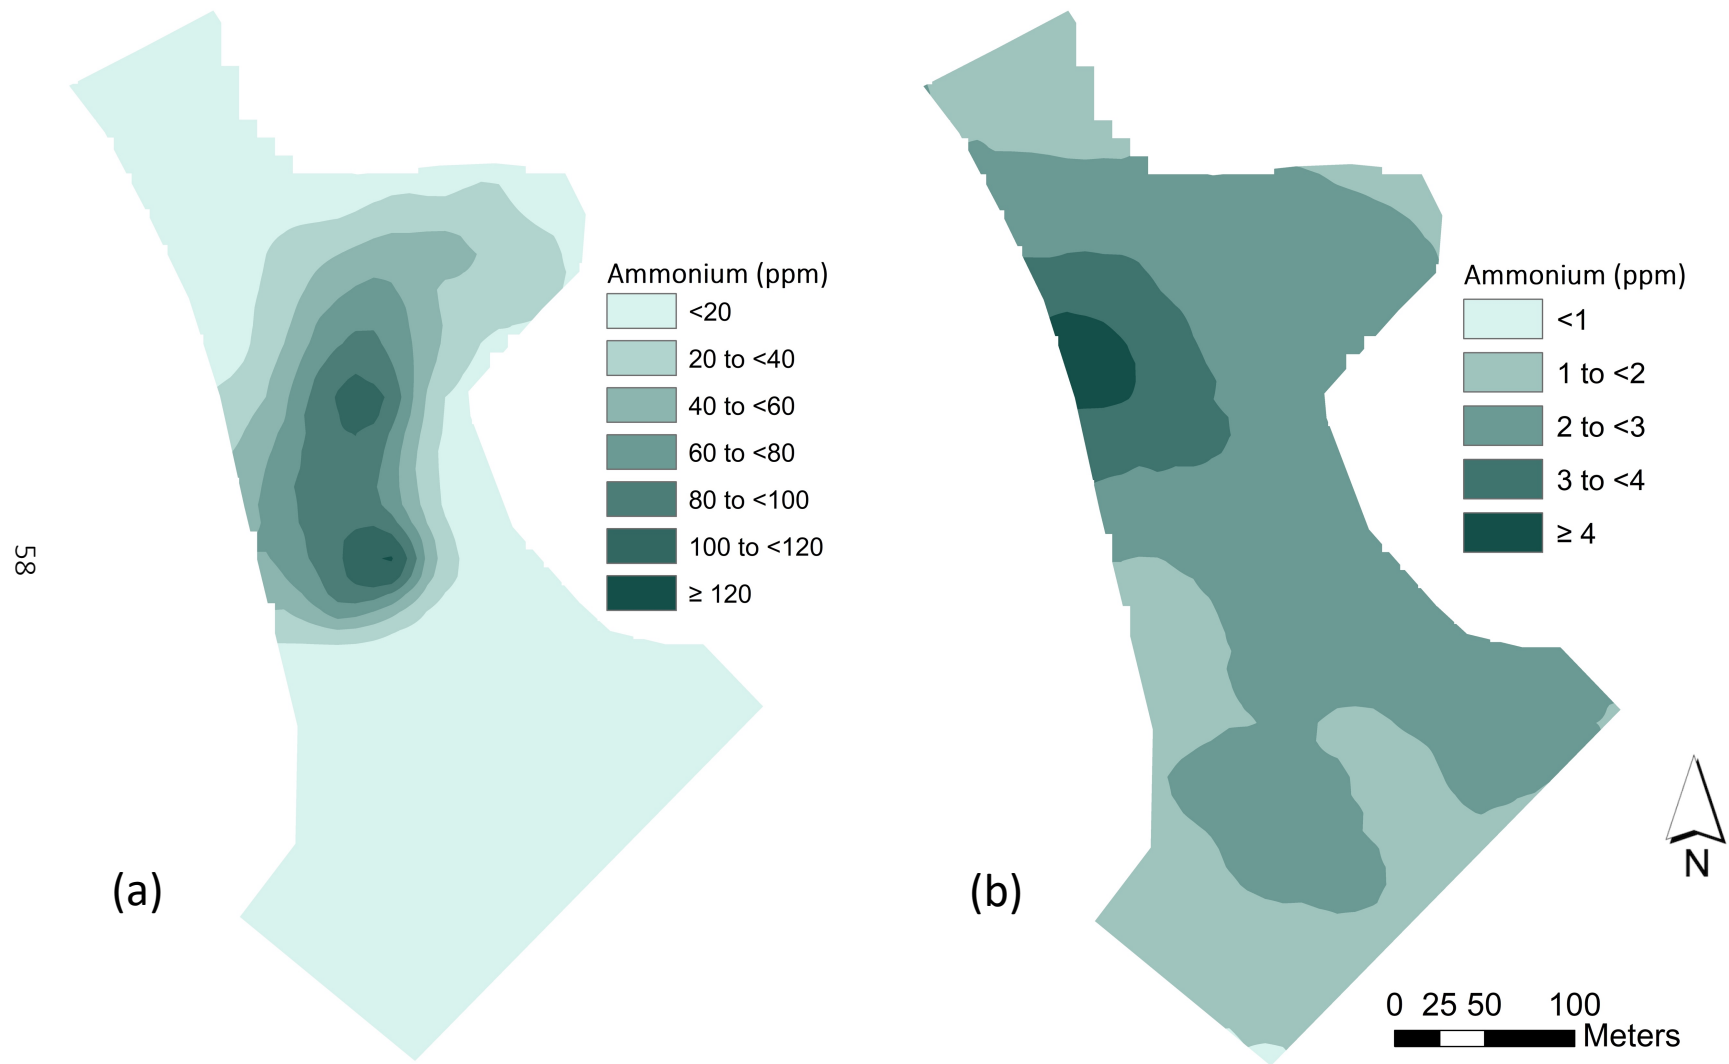 Ammonium (ppm)
<20
20 to <40
40 to <60
60 to <80
80 to <100
100 to <120
≥ 120
(a)
Ammonium (ppm)
<1
1 to <2
2 to <3
3 to <4
≥ 4
(b)
N
0 25 50 100
Meters
58